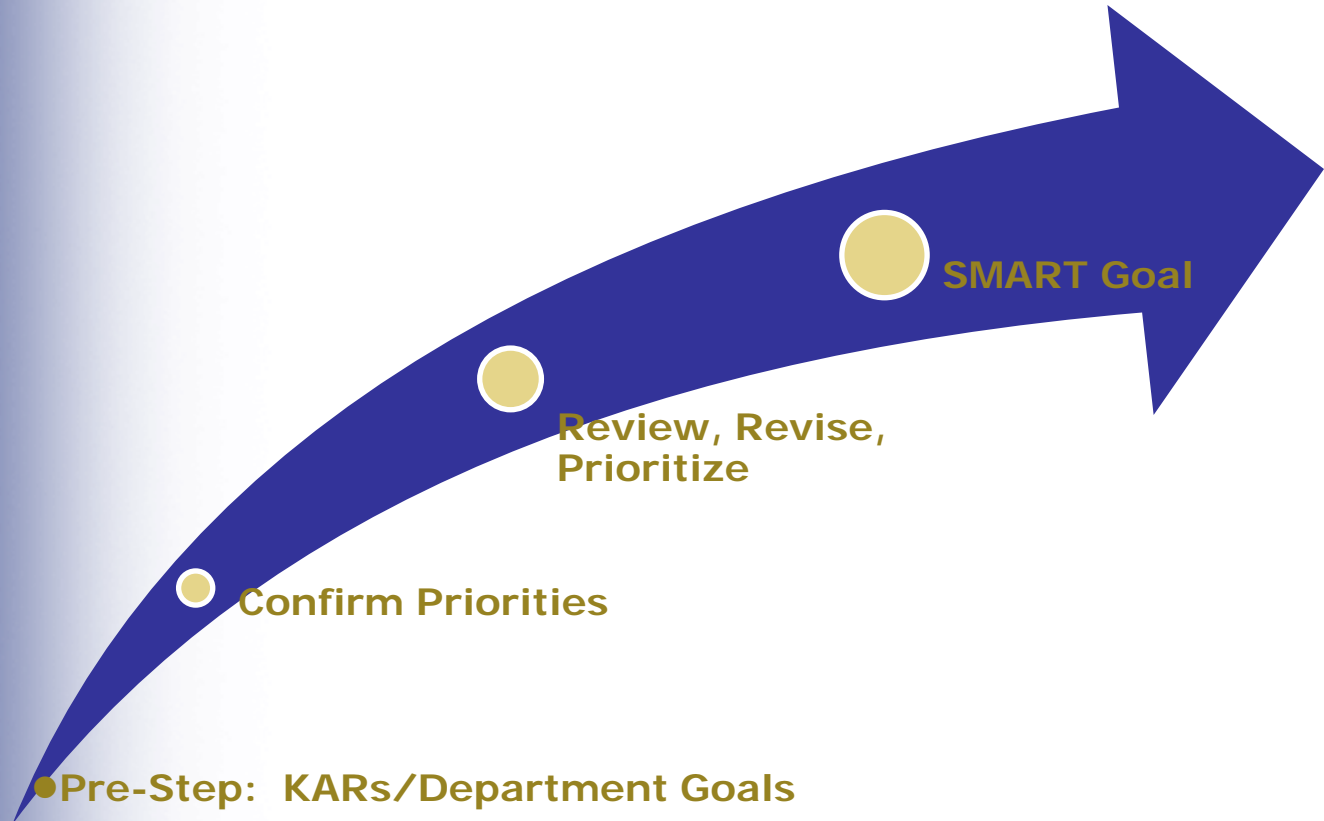 SMART Goal
Review, Revise,
Prioritize
Confirm Priorities
•Pre-Step: KARs/Department Goals